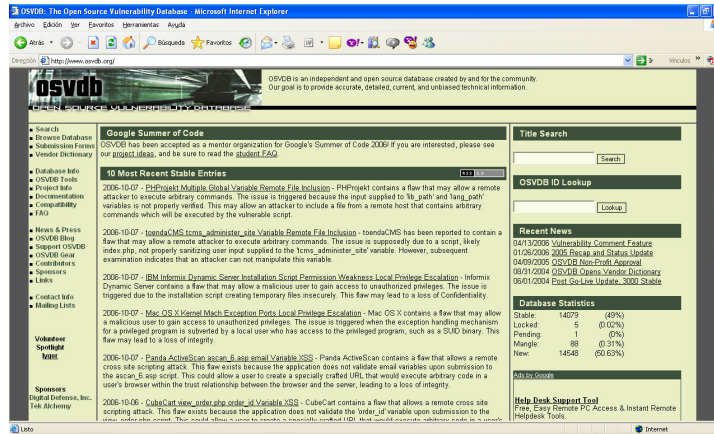 OSVDB: The Open Source Vulnerability Database - Microsoft Internet Explorer
Archivo Edición Ver Favoritos Herramientas Ayuda
Atrás Búsqueda Favoritos
Dirección http://www.osvdb.org/ Ir Vínculos
osvdb
OPEN SOURCE VULNERABILITY DATABASE
OSVDB is an independent and open source database created by and for the community.
Our goal is to provide accurate, detailed, current, and unbiased technical information.
Search
Browse Database
Submission Forms
Vendor Dictionary
Database Info
OSVDB Tools
Project Info
Documentation
Compatibility
FAQ
News & Press
OSVDB Blog
Support OSVDB
OSVDB Gear
Contributors
Sponsors
Links
Contact Info
Mailing Lists
Volunteer
Spotlight
lyger
Sponsors
Digital Defense, Inc.
Tek Alchemy
Google Summer of Code
OSVDB has been accepted as a mentor organization for Google's Summer of Code 2006! If you are interested, please see
our project ideas, and be sure to read the student FAQ.
10 Most Recent Stable Entries
2006-10-07 - PHProjekt Multiple Global Variable Remote File Inclusion - PHProjekt contains a flaw that may allow a remote
attacker to execute arbitrary commands. The issue is triggered because the input supplied to 'lib_path' and 'lang_path'
variables is not properly verified. This may allow an attacker to include a file from a remote host that contains arbitrary
commands which will be executed by the vulnerable script.
2006-10-07 - toendaCMS tcms_administer_site Variable Remote File Inclusion - toendaCMS has been reported to contain a
flaw that may allow a remote attacker to execute arbitrary commands. The issue is supposedly due to a script, likely
index.php, not properly sanitizing user input supplied to the 'tcms_administer_site' variable. However, subsequent
examination indicates that an attacker can not manipulate this variable.
2006-10-07 - IBM Informix Dynamic Server Installation Script Permission Weakness Local Privilege Escalation - Informix
Dynamic Server contains a flaw that may allow a malicious user to gain access to unauthorized privileges. The issue is
triggered due to the installation script creating temporary files insecurely. This flaw may lead to a loss of Confidentiality.
2006-10-07 - Mac OS X Kernel Mach Exception Ports Local Privilege Escalation - Mac OS X contains a flaw that may allow
a malicious user to gain access to unauthorized privileges. The issue is triggered when the exception handling mechanism
for a privileged program is subverted by a local user who has access to the privileged program, such as a SUID binary. This
flaw may lead to a loss of integrity.
2006-10-07 - Panda ActiveScan ascan_6.asp email Variable XSS - Panda ActiveScan contains a flaw that allows a remote
cross site scripting attack. This flaw exists because the application does not validate email variables upon submission to
the ascan_6.asp script. This could allow a user to create a specially crafted URL that would execute arbitrary code in a
user's browser within the trust relationship between the browser and the server, leading to a loss of integrity.
2006-10-06 - CubeCart view_order.php order_id Variable XSS - CubeCart contains a flaw that allows a remote cross site
scripting attack. This flaw exists because the application does not validate the 'order_id' variable upon submission to the
view_order.php script. This could allow a user to create a specially crafted URL that would execute arbitrary code in a user's
Title Search
Search
OSVDB ID Lookup
Lookup
Recent News
04/13/2006 Vulnerability Comment Feature
01/26/2006 2005 Recap and Status Update
04/09/2005 OSVDB Non-Profit Approval
08/31/2004 OSVDB Opens Vendor Dictionary
06/01/2004 Post Go-Live Update, 3000 Stable
Database Statistics
Stable: 14079 (49%)
Locked: 5 (0.02%)
Pending: 1 (0%)
Mangle: 88 (0.31%)
New: 14548 (50.63%)
Ads by Google
Help Desk Support Tool
Free, Easy Remote PC Access & Instant Remote
Helpdesk Tools.
Listo Internet